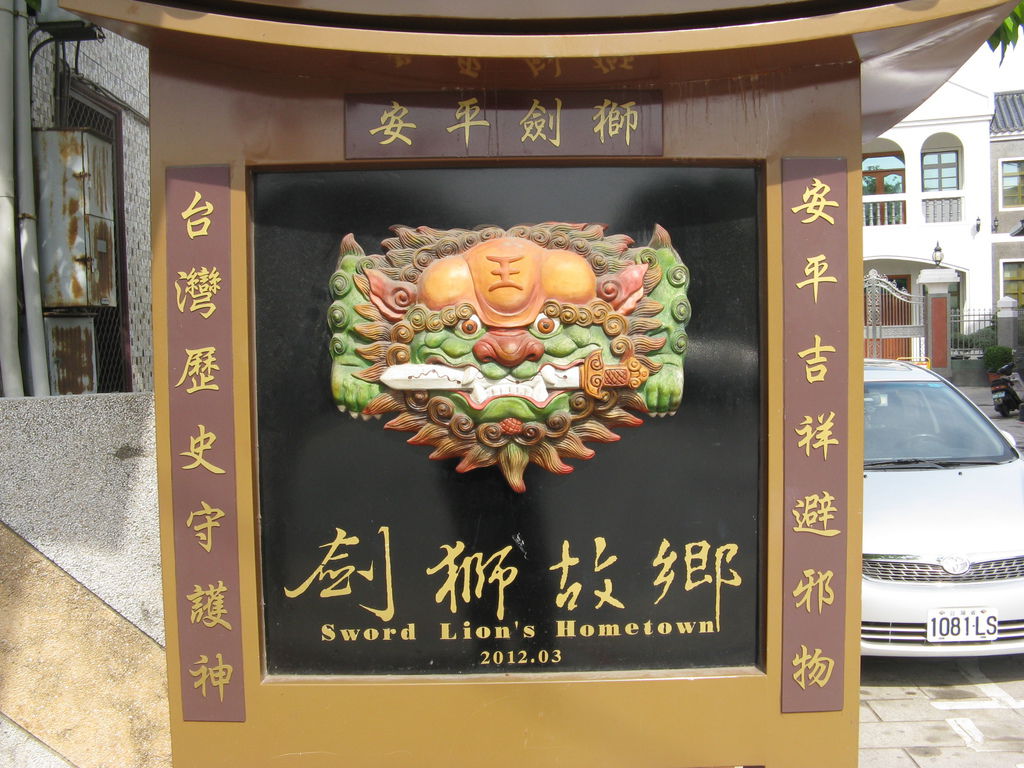 安平劍獅
安平吉祥避邪物
台灣歷史守護神
王
劍獅故鄉
Sword Lion's Hometown
2012.03
1081-LS